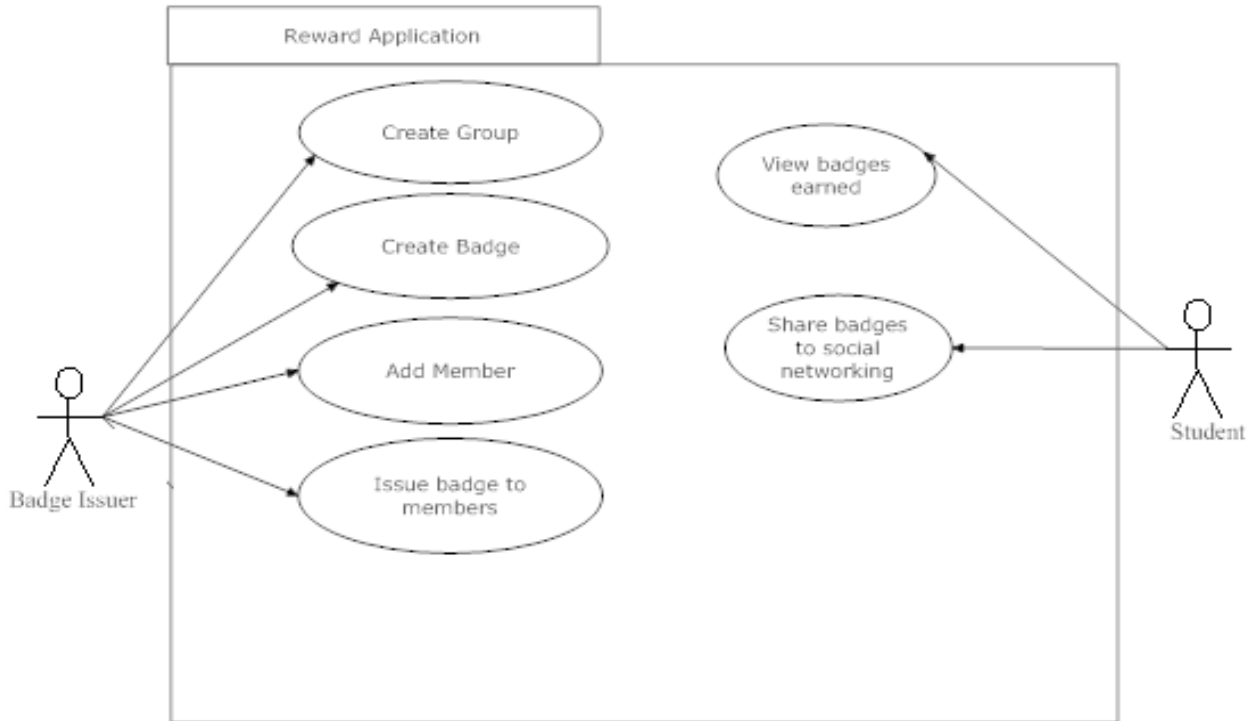 Reward Application
Create Group
Create Badge
Add Member
Issue badge to
members
View badges
earned
Share badges
to social
networking
Badge Issuer
Student